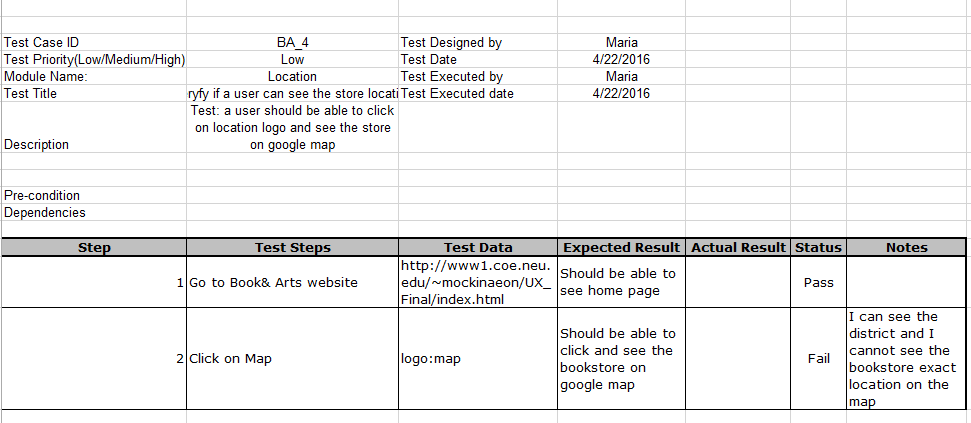 Test Case ID BA_4 Test Designed by Maria
Test Priority(Low/Medium/High) Low Test Date 4/22/2016
Module Name: Location Test Executed by Maria
Test Title ryfy if a user can see the store locati Test Executed date 4/22/2016
Test: a user should be able to click
on location logo and see the store
Description on google map
Pre-condition
Dependencies
Step Test Steps Test Data Expected Result Actual Result Status Notes
1 Go to Book& Arts website
http://www1.coe.neu.
edu/~mockinaeon/UX_
Final/index.html
Should be able to
see home page
Pass
2 Click on Map
logo:map
Should be able to
click and see the
bookstore on
google map
Fail
I can see the
district and I
cannot see the
bookstore exact
location on the
map